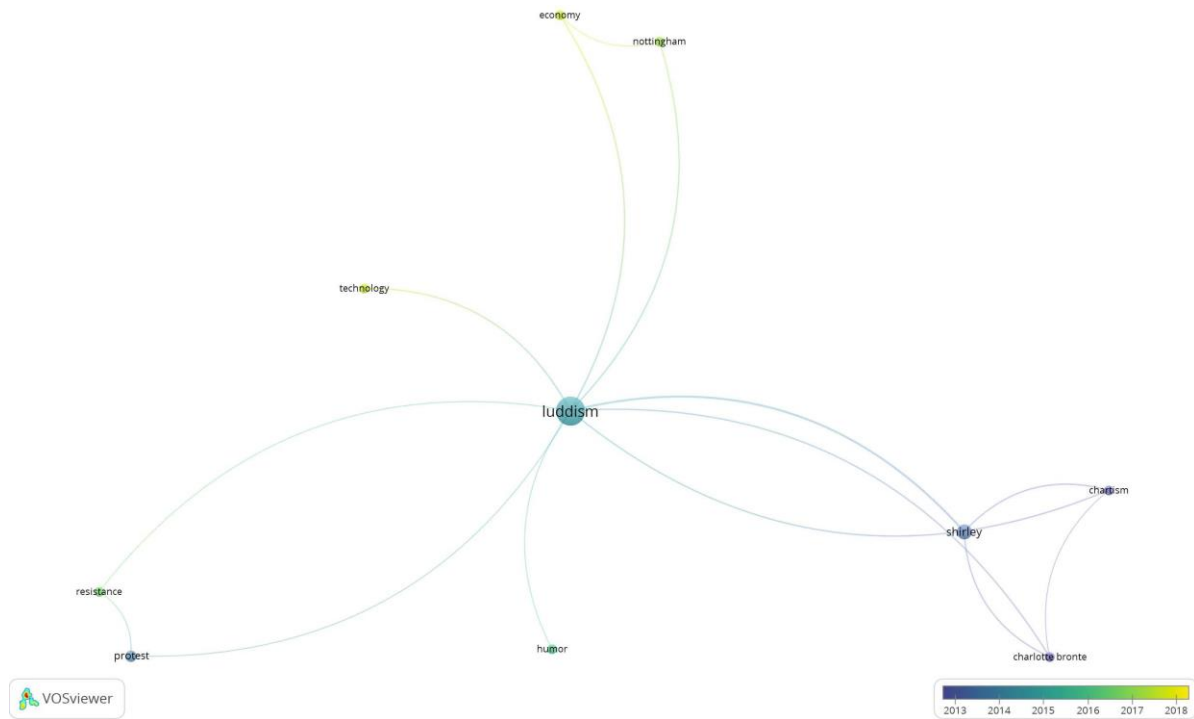 economy
nottingham
technology
luddism
chartism
shirley
resistance
humor
protest
charlotte bronte
VOSviewer
2013 2014 2015 2016 2017 2018